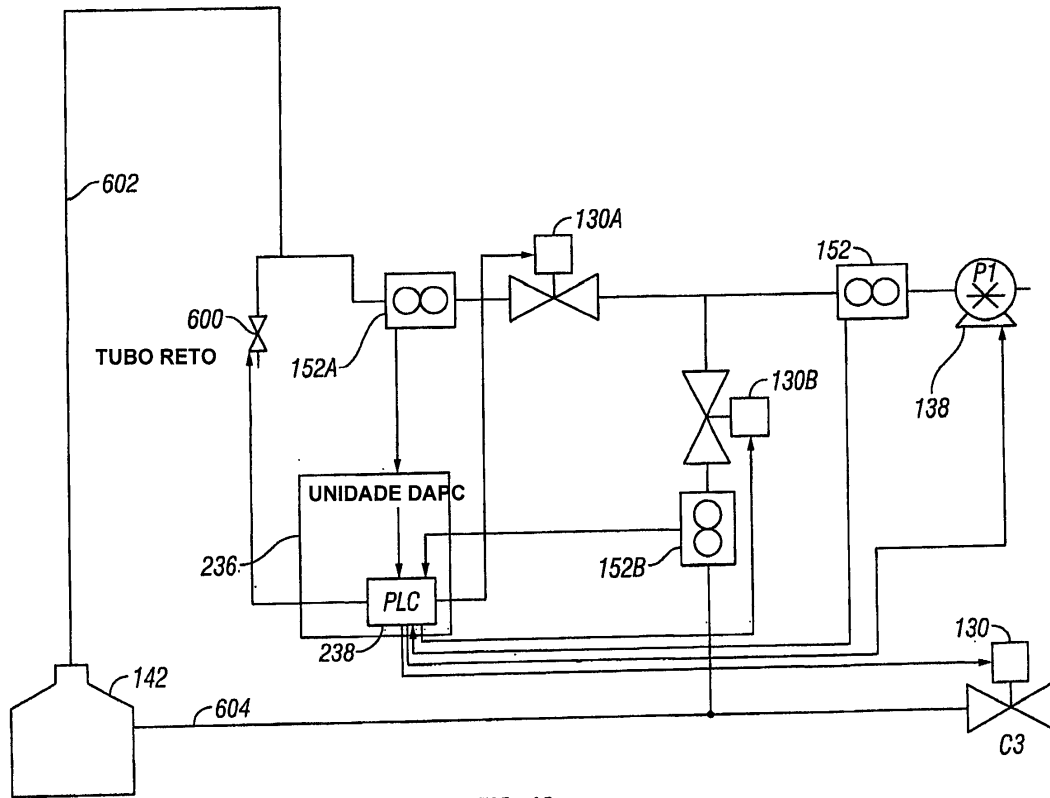 602
130A
152
P1
600
TUBO RETO
152A
130B
138
UNIDADE DAPC
236
152B
PLC
130
238
142
604
C3